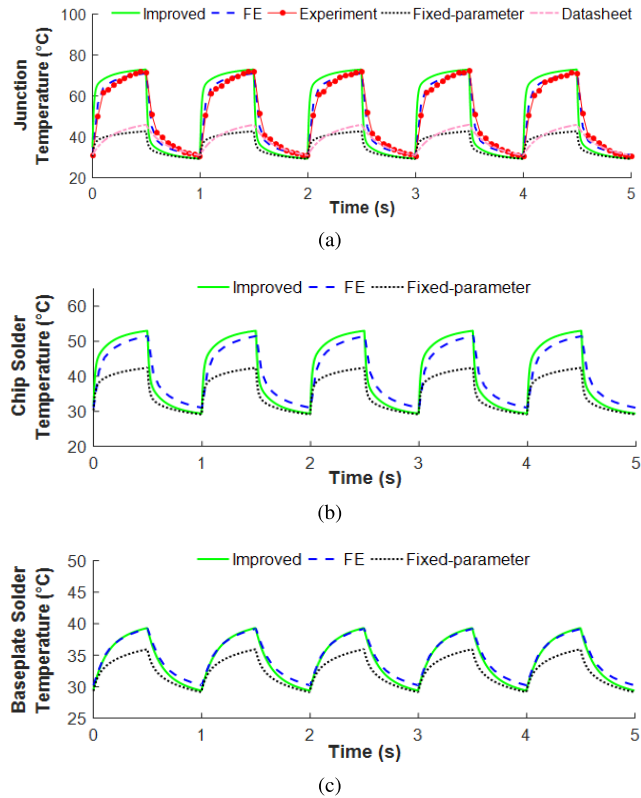 Improved FE Experiment Fixed-parameter Datasheet
Junction
Temperature (°C)
100
80
60
40
20
0 1 2 3 4 5
Time (s)
(a)
Improved FE Fixed-parameter
Chip Solder
Temperature (°C)
60
50
40
30
20
0 1 2 3 4 5
Time (s)
(b)
Improved FE Fixed-parameter
Baseplate Solder
Temperature (°C)
50
45
40
35
30
25
0 1 2 3 4 5
Time (s)
(c)